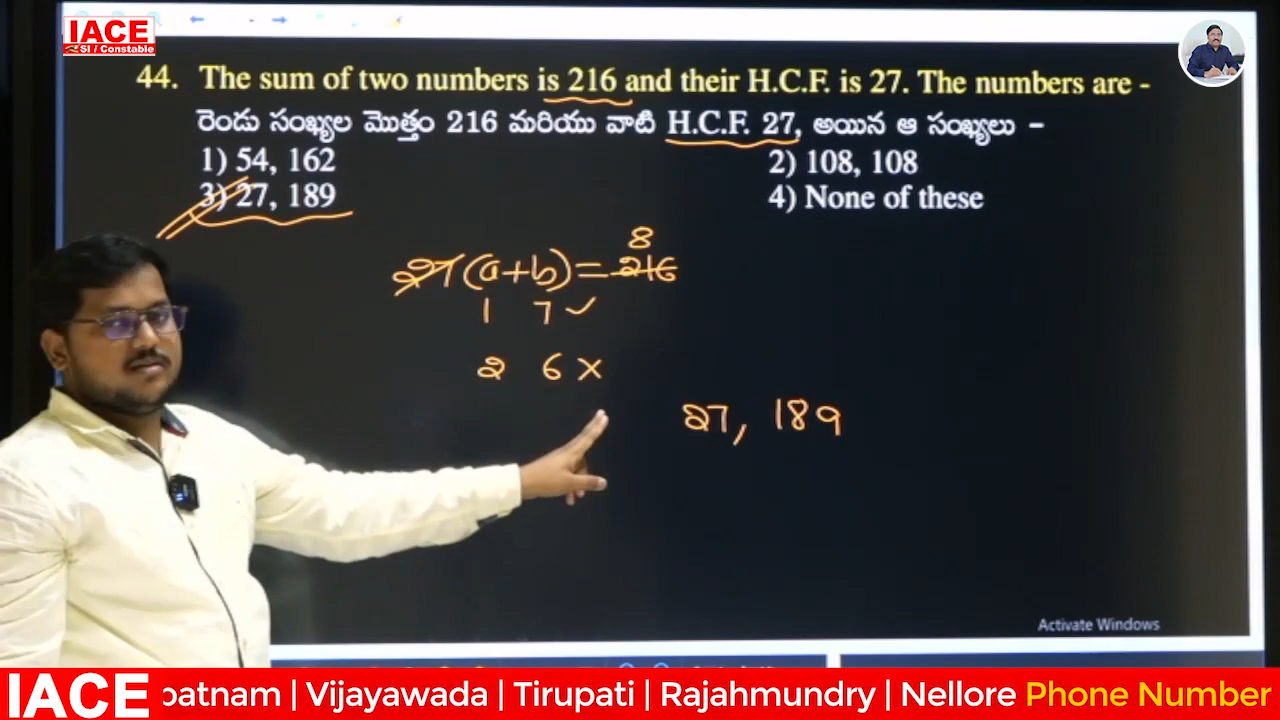 IACE
SI / Constable
44. The sum of two numbers is 216 and their H.C.F. is 27. The numbers are -
రెండు సంఖ్యల మొత్తం 216 మరియు వాటి H.C.F. 27, అయిన ఆ సంఖ్యలు -
1) 54, 162
2) 108, 108
3) 27, 189
4) None of these
8
27(a+b)=216
1 7 ✓
2 6 x
27, 189
Activate Windows
IACE patnam | Vijayawada | Tirupati | Rajahmundry | Nellore Phone Number